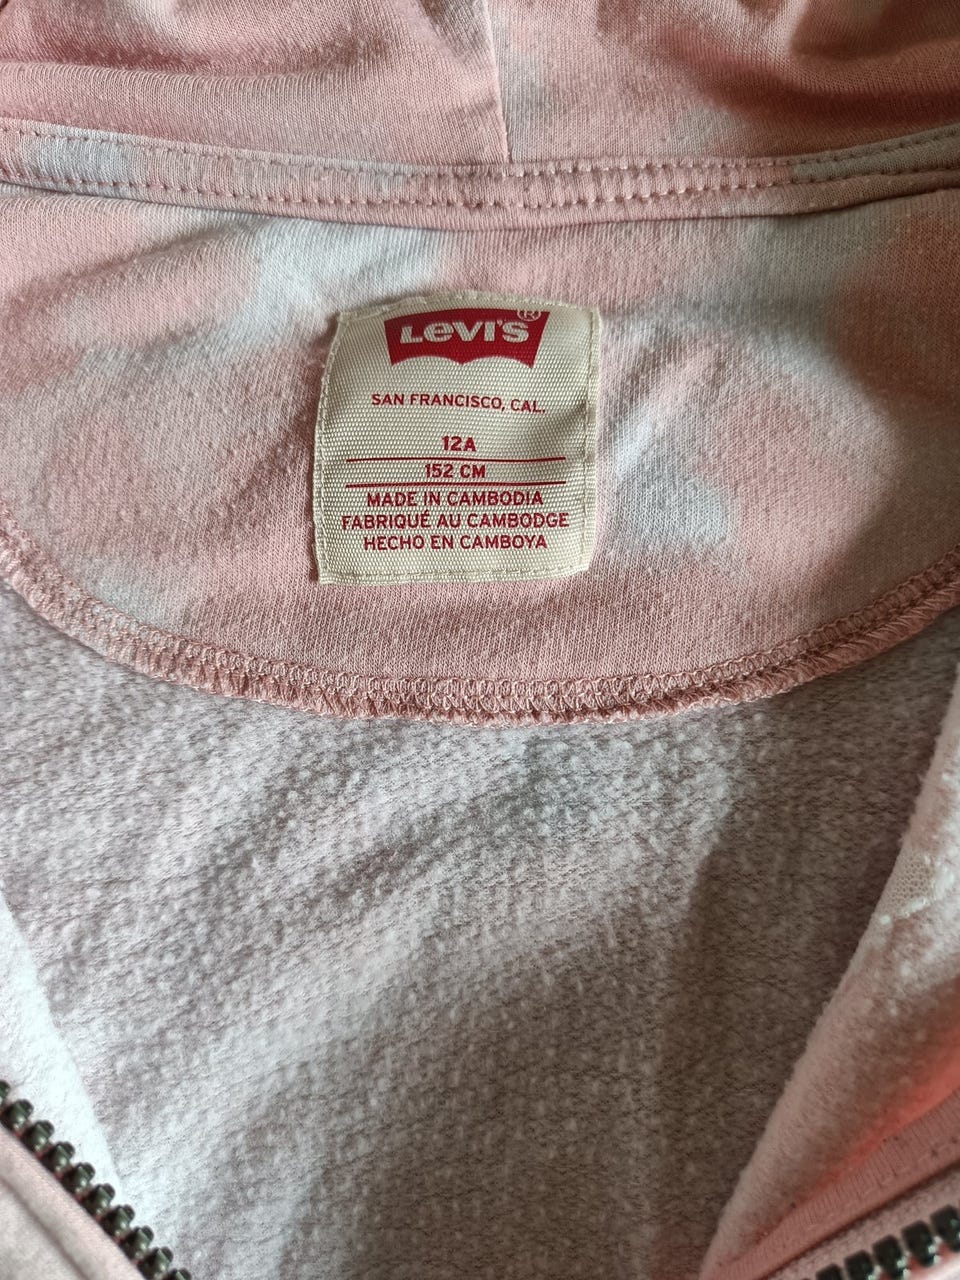 LEVI'S®
SAN FRANCISCO, CAL.
12A
152 CM
MADE IN CAMBODIA
FABRIQUÉ AU CAMBODGE
HECHO EN CAMBOYA